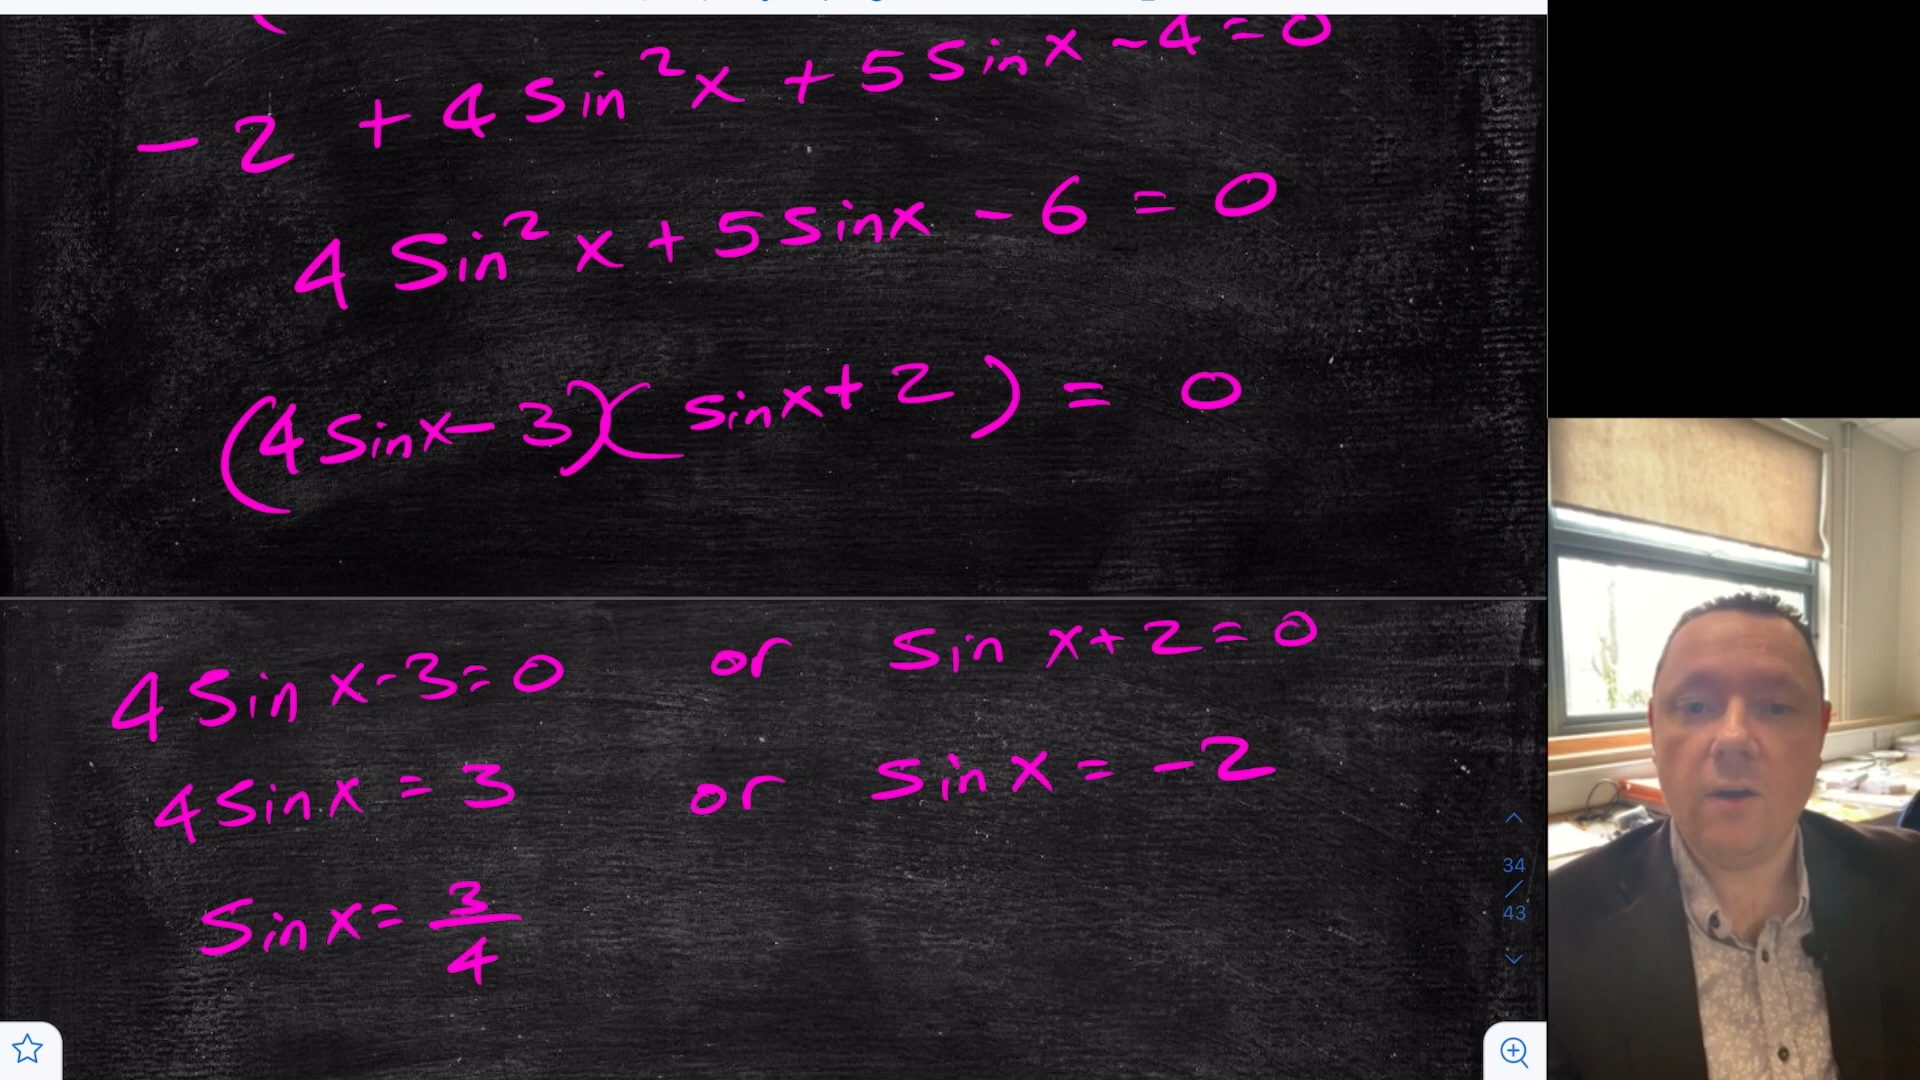 - 2 + 4 Sin²x + 5 Sin x - 4 = 0
4 Sin² x + 5 Sin x - 6 = 0
(4 Sin x - 3)(sin x + 2) = 0
4 Sin x - 3 = 0 or Sin x + 2 = 0
4 Sin x = 3 or Sin x = -2
Sin x = 3/4
34
/
43